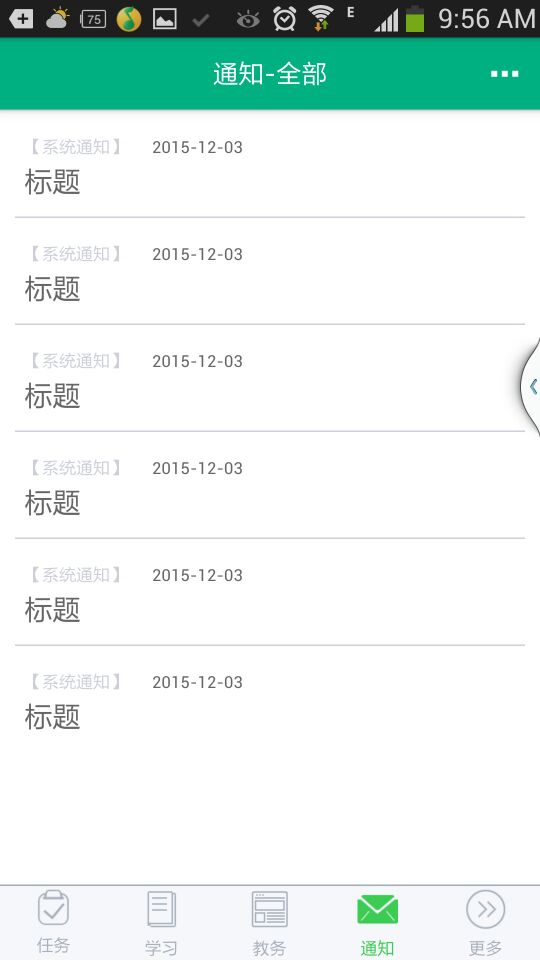 75
E
9:56 AM
通知-全部
【系统通知】 2015-12-03
标题
【系统通知】 2015-12-03
标题
【系统通知】 2015-12-03
标题
【系统通知】 2015-12-03
标题
【系统通知】 2015-12-03
标题
【系统通知】 2015-12-03
标题
任务 学习 教务 通知 更多